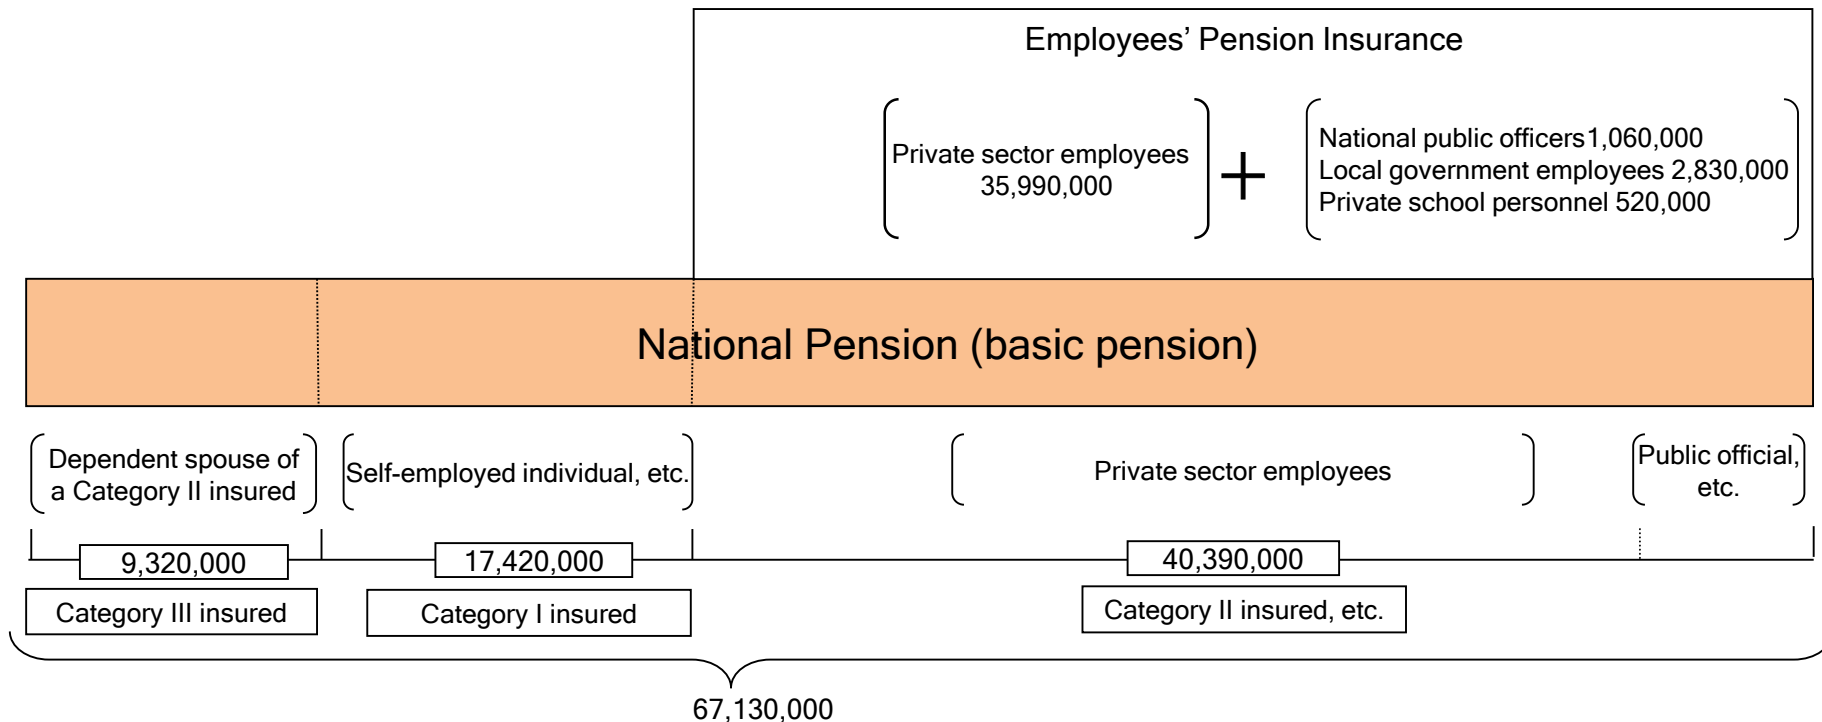 Employees’ Pension Insurance
Private sector employees
35,990,000
+
National public officers1,060,000
Local government employees 2,830,000
Private school personnel 520,000
National Pension (basic pension)
Dependent spouse of
a Category II insured
Self-employed individual, etc.
Private sector employees
Public official,
etc.
9,320,000
17,420,000
40,390,000
Category III insured
Category I insured
Category II insured, etc.
67,130,000